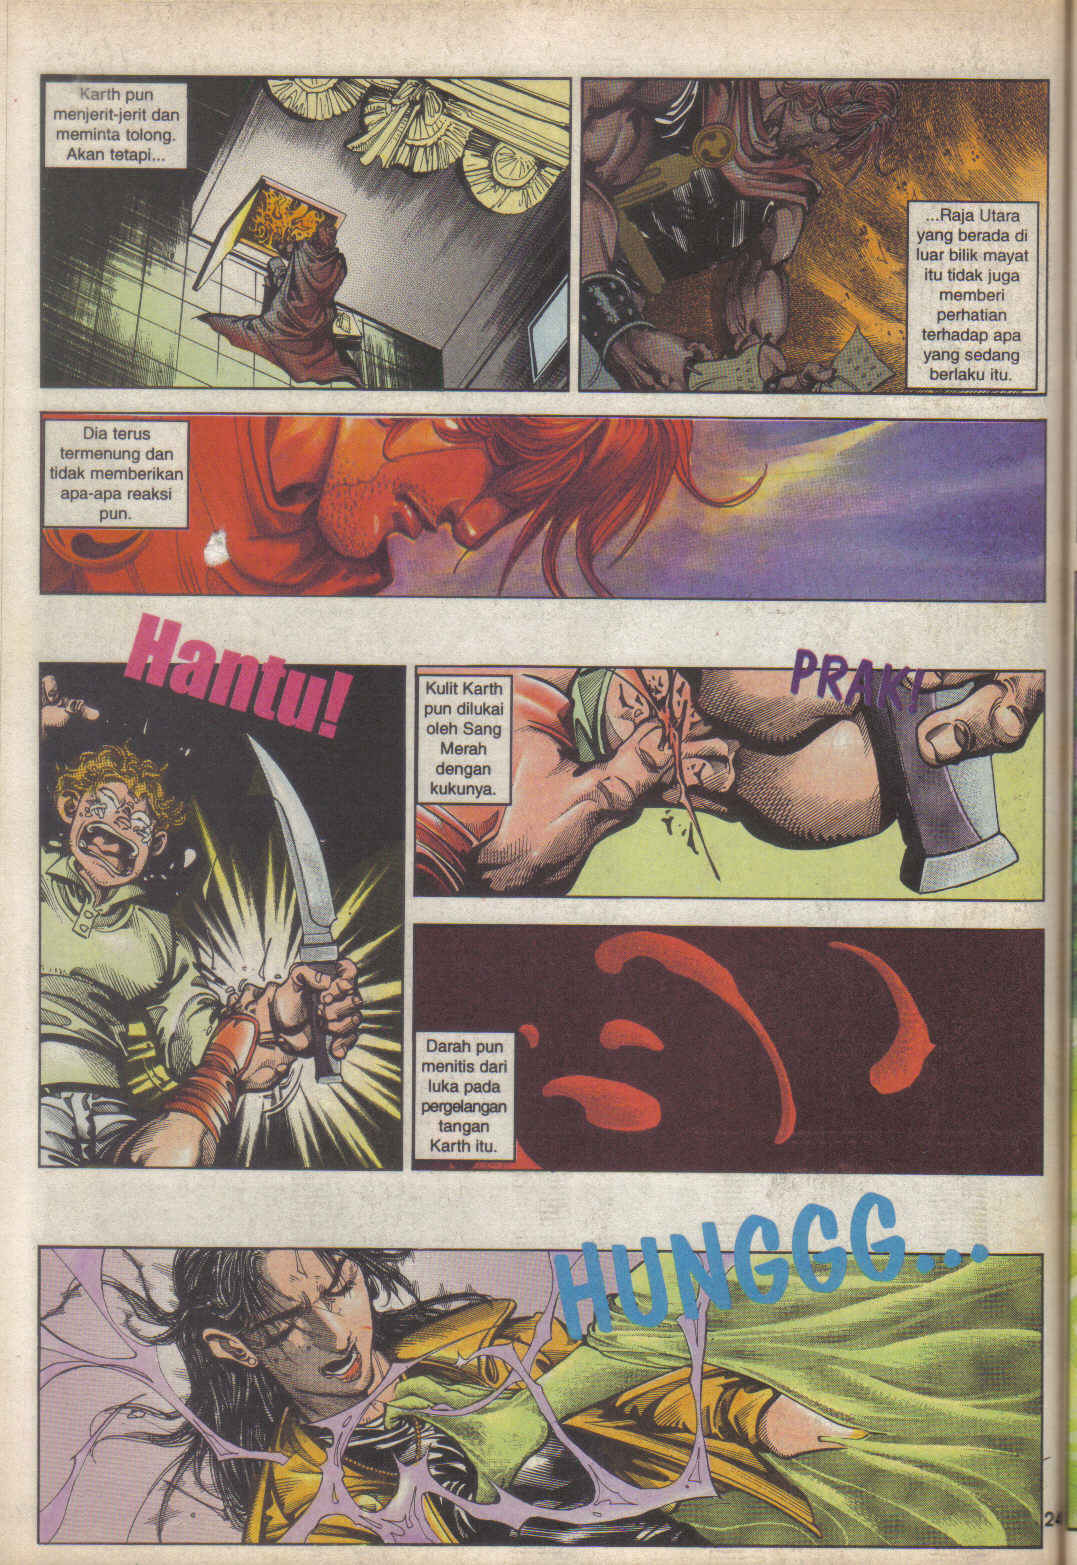 Karth pun
menjerit-jerit dan
meminta tolong.
Akan tetapi...
...Raja Utara
yang berada di
luar bilik mayat
itu tidak juga
memberi
perhatian
terhadap apa
yang sedang
berlaku itu.
Dia terus
termenung dan
tidak memberikan
apa-apa reaksi
pun.
Hantu!
PRAK!
Kulit Karth
pun dilukai
oleh Sang
Merah
dengan
kukunya.
Darah pun
menitis dari
luka pada
pergelangan
tangan
Karth itu.
HUNGGG...
24